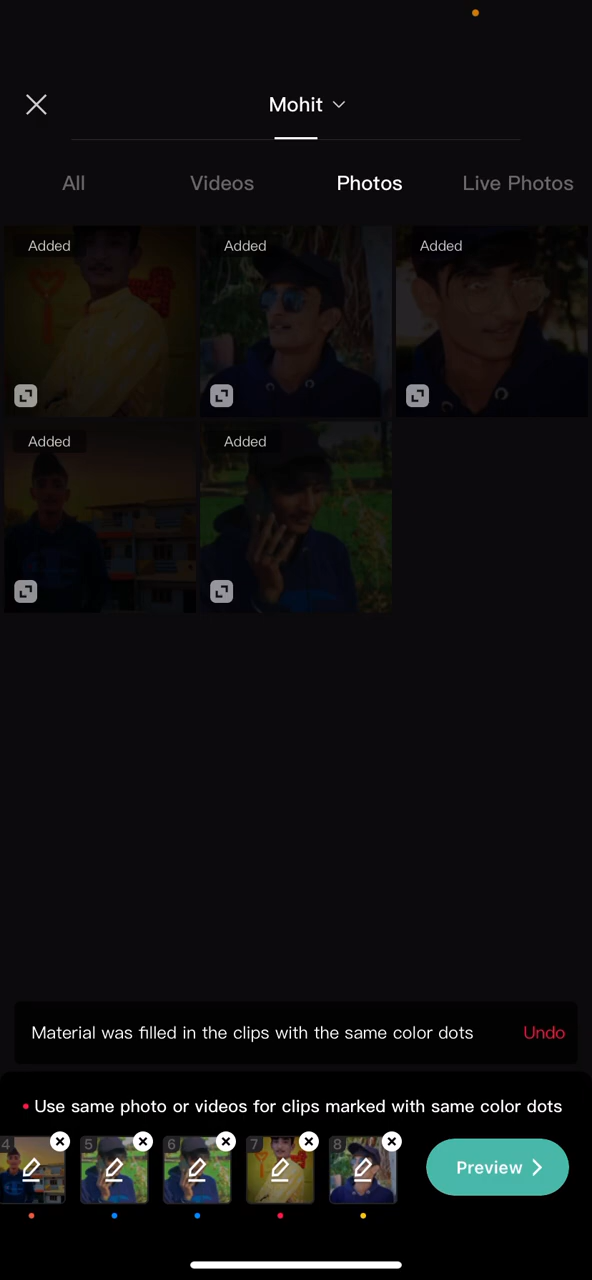 Mohit
All Videos Photos Live Photos
Added Added Added
Added Added
Material was filled in the clips with the same color dots Undo
Use same photo or videos for clips marked with same color dots
4 5 6 7 8
Preview